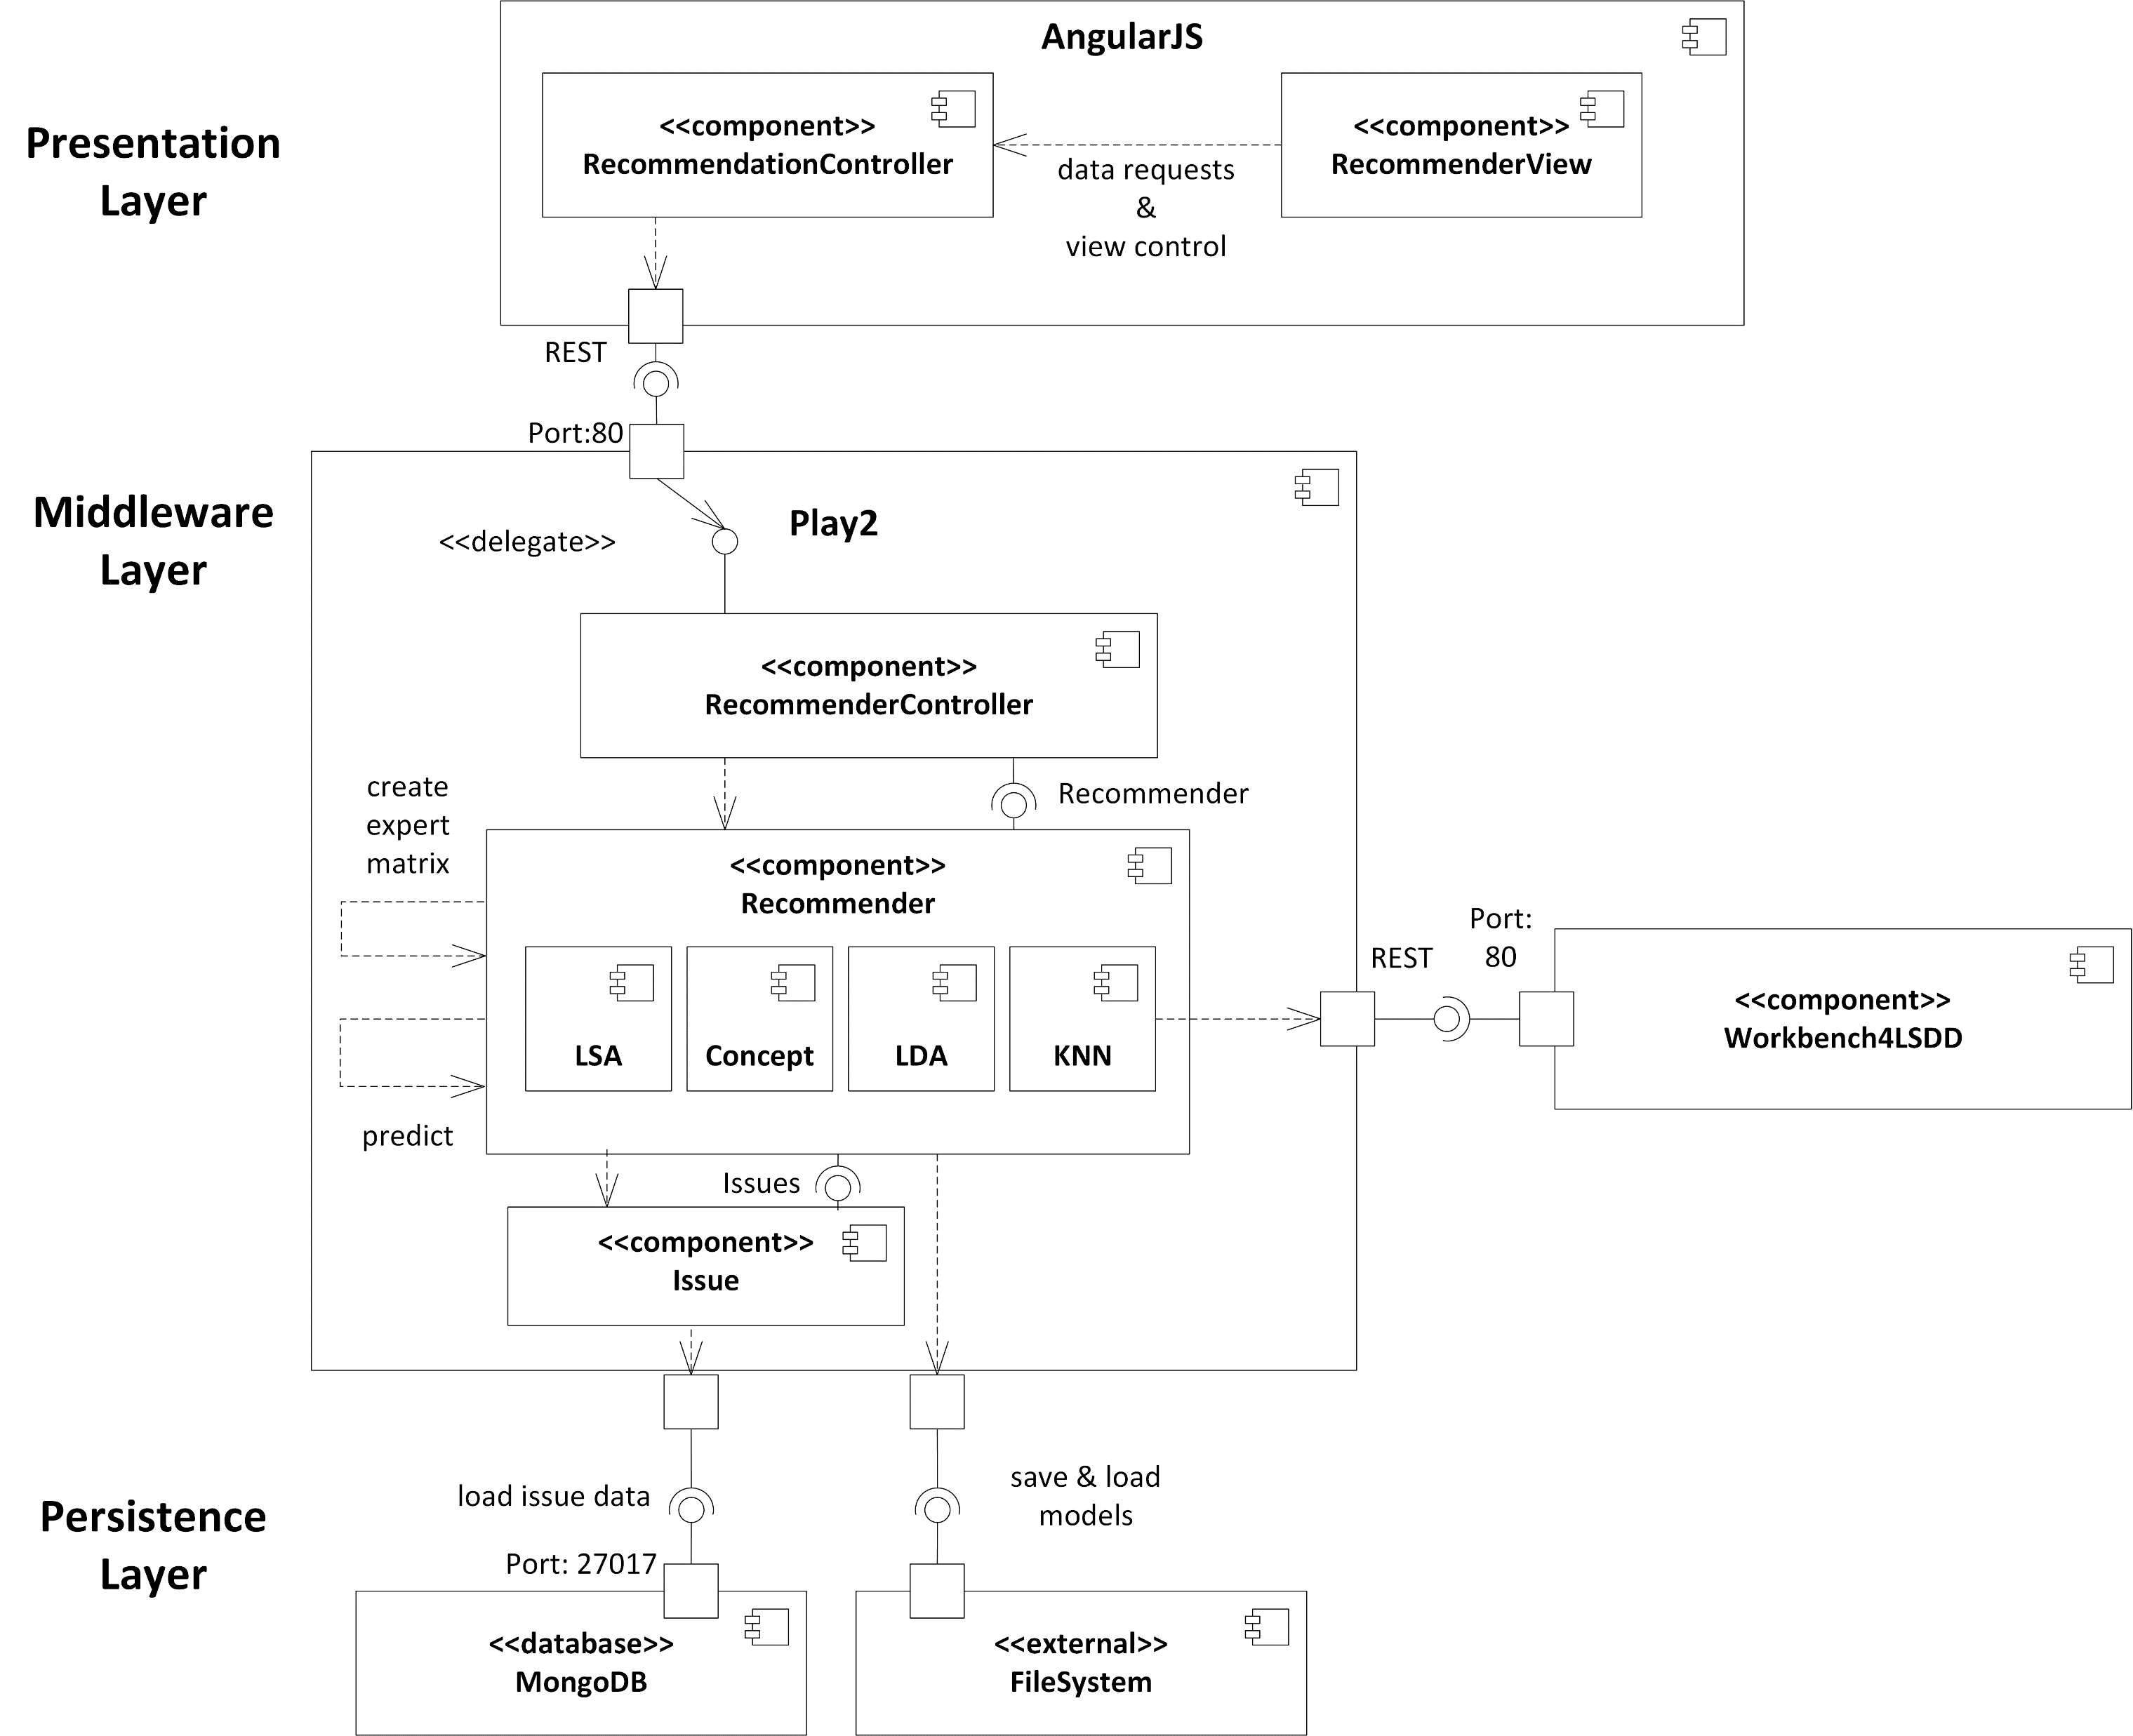 AngularJS
Presentation
Layer
<<component>>
RecommendationController
<<component>>
RecommenderView
data requests
&
view control
REST
Port:80
Middleware
Layer
Play2
<<delegate>>
<<component>>
RecommenderController
create
expert
matrix
Recommender
<<component>>
Recommender
LSA
Concept
LDA
KNN
predict
REST
Port:
80
<<component>>
Workbench4LSDD
Issues
<<component>>
Issue
Persistence
Layer
load issue data
save & load
models
Port: 27017
<<database>>
MongoDB
<<external>>
FileSystem